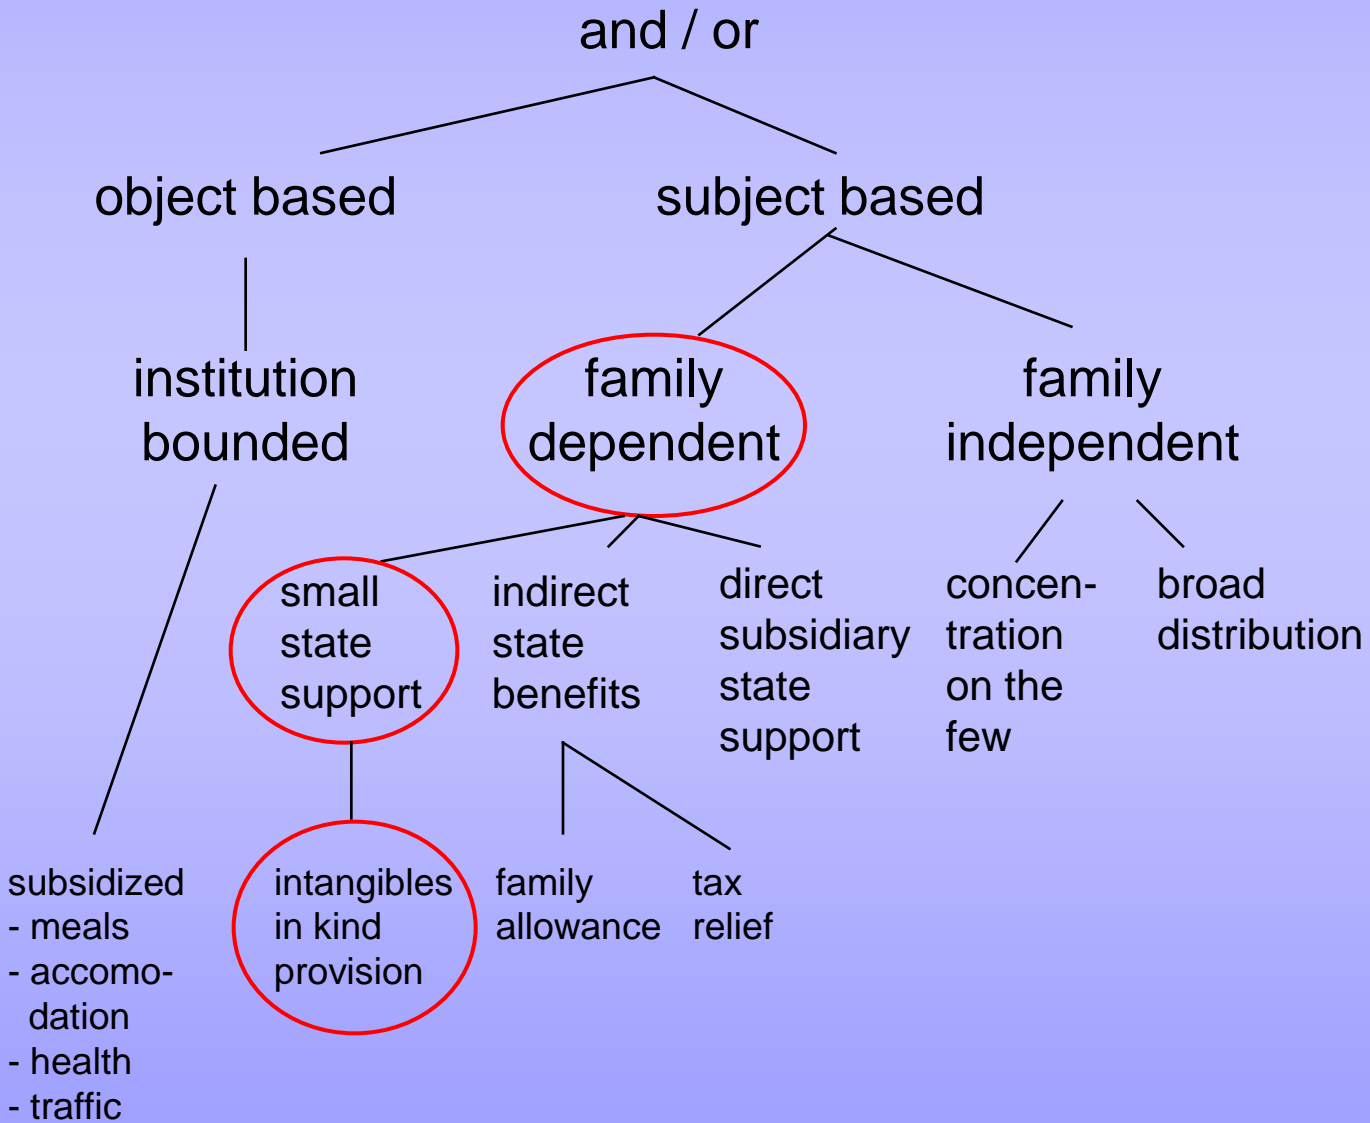 and / or
object based
subject based
institution
bounded
family
dependent
family
independent
small
state
support
indirect
state
benefits
direct
subsidiary
state
support
concen-
tration
on the
few
broad
distribution
subsidized
- meals
- accomo-
dation
- health
- traffic
intangibles
in kind
provision
family
allowance
tax
relief